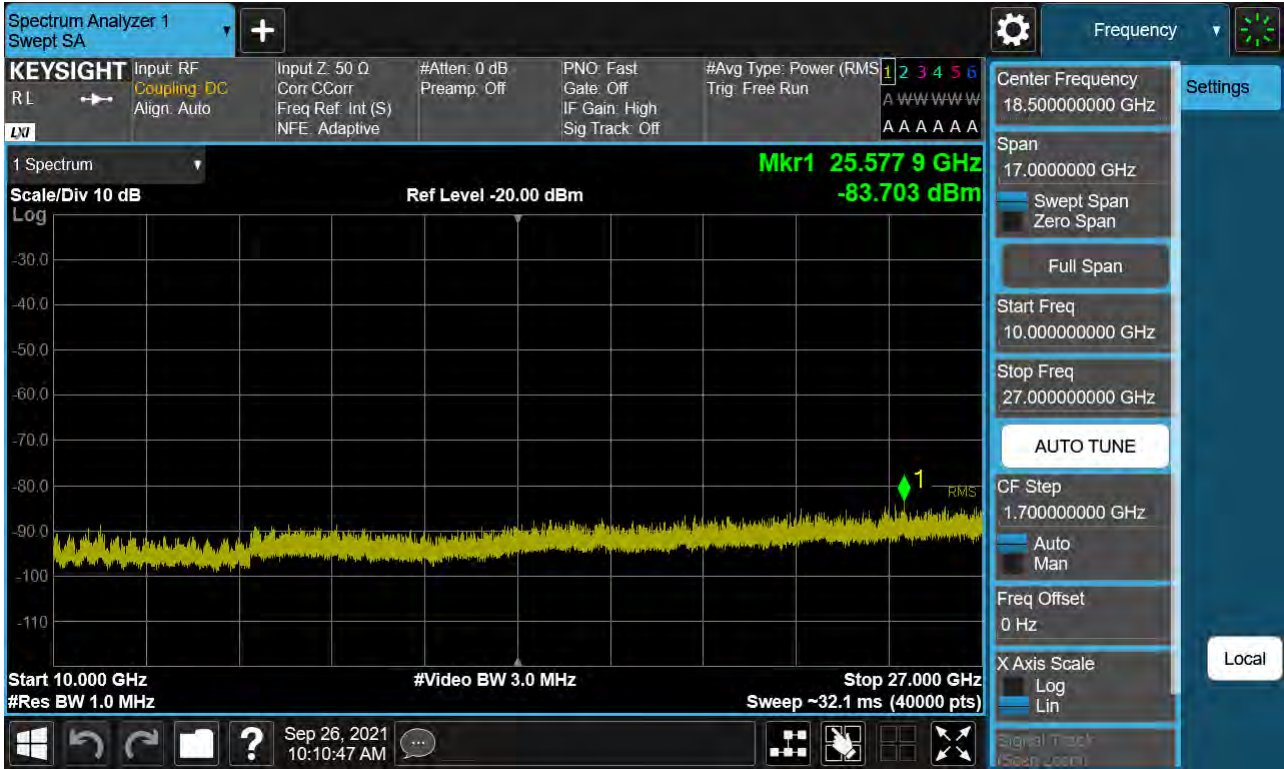 Spectrum Analyzer 1
Swept SA
Frequency
KEYSIGHT
RL
LXI
Input: RF
Coupling: DC
Align: Auto
Input Z: 50 Ω
Corr CCorr
Freq Ref: Int (S)
NFE: Adaptive
#Atten: 0 dB
Preamp: Off
PNO: Fast
Gate: Off
IF Gain: High
Sig Track: Off
#Avg Type: Power (RMS
Trig: Free Run
1 2 3 4 5 6
A W W W W W
A A A A A A
1 Spectrum
Scale/Div 10 dB
Ref Level -20.00 dBm
Mkr1 25.577 9 GHz
-83.703 dBm
Log
-30.0
-40.0
-50.0
-60.0
-70.0
-80.0
-90.0
-100
-110
1
RMS
Start 10.000 GHz
#Video BW 3.0 MHz
Stop 27.000 GHz
#Res BW 1.0 MHz
Sweep ~32.1 ms (40000 pts)
?
Sep 26, 2021
10:10:47 AM
Center Frequency
18.500000000 GHz
Span
17.0000000 GHz
Swept Span
Zero Span
Full Span
Start Freq
10.000000000 GHz
Stop Freq
27.000000000 GHz
AUTO TUNE
CF Step
1.700000000 GHz
Auto
Man
Freq Offset
0 Hz
X Axis Scale
Log
Lin
Signal Track
(Span Zoom)
Settings
Local